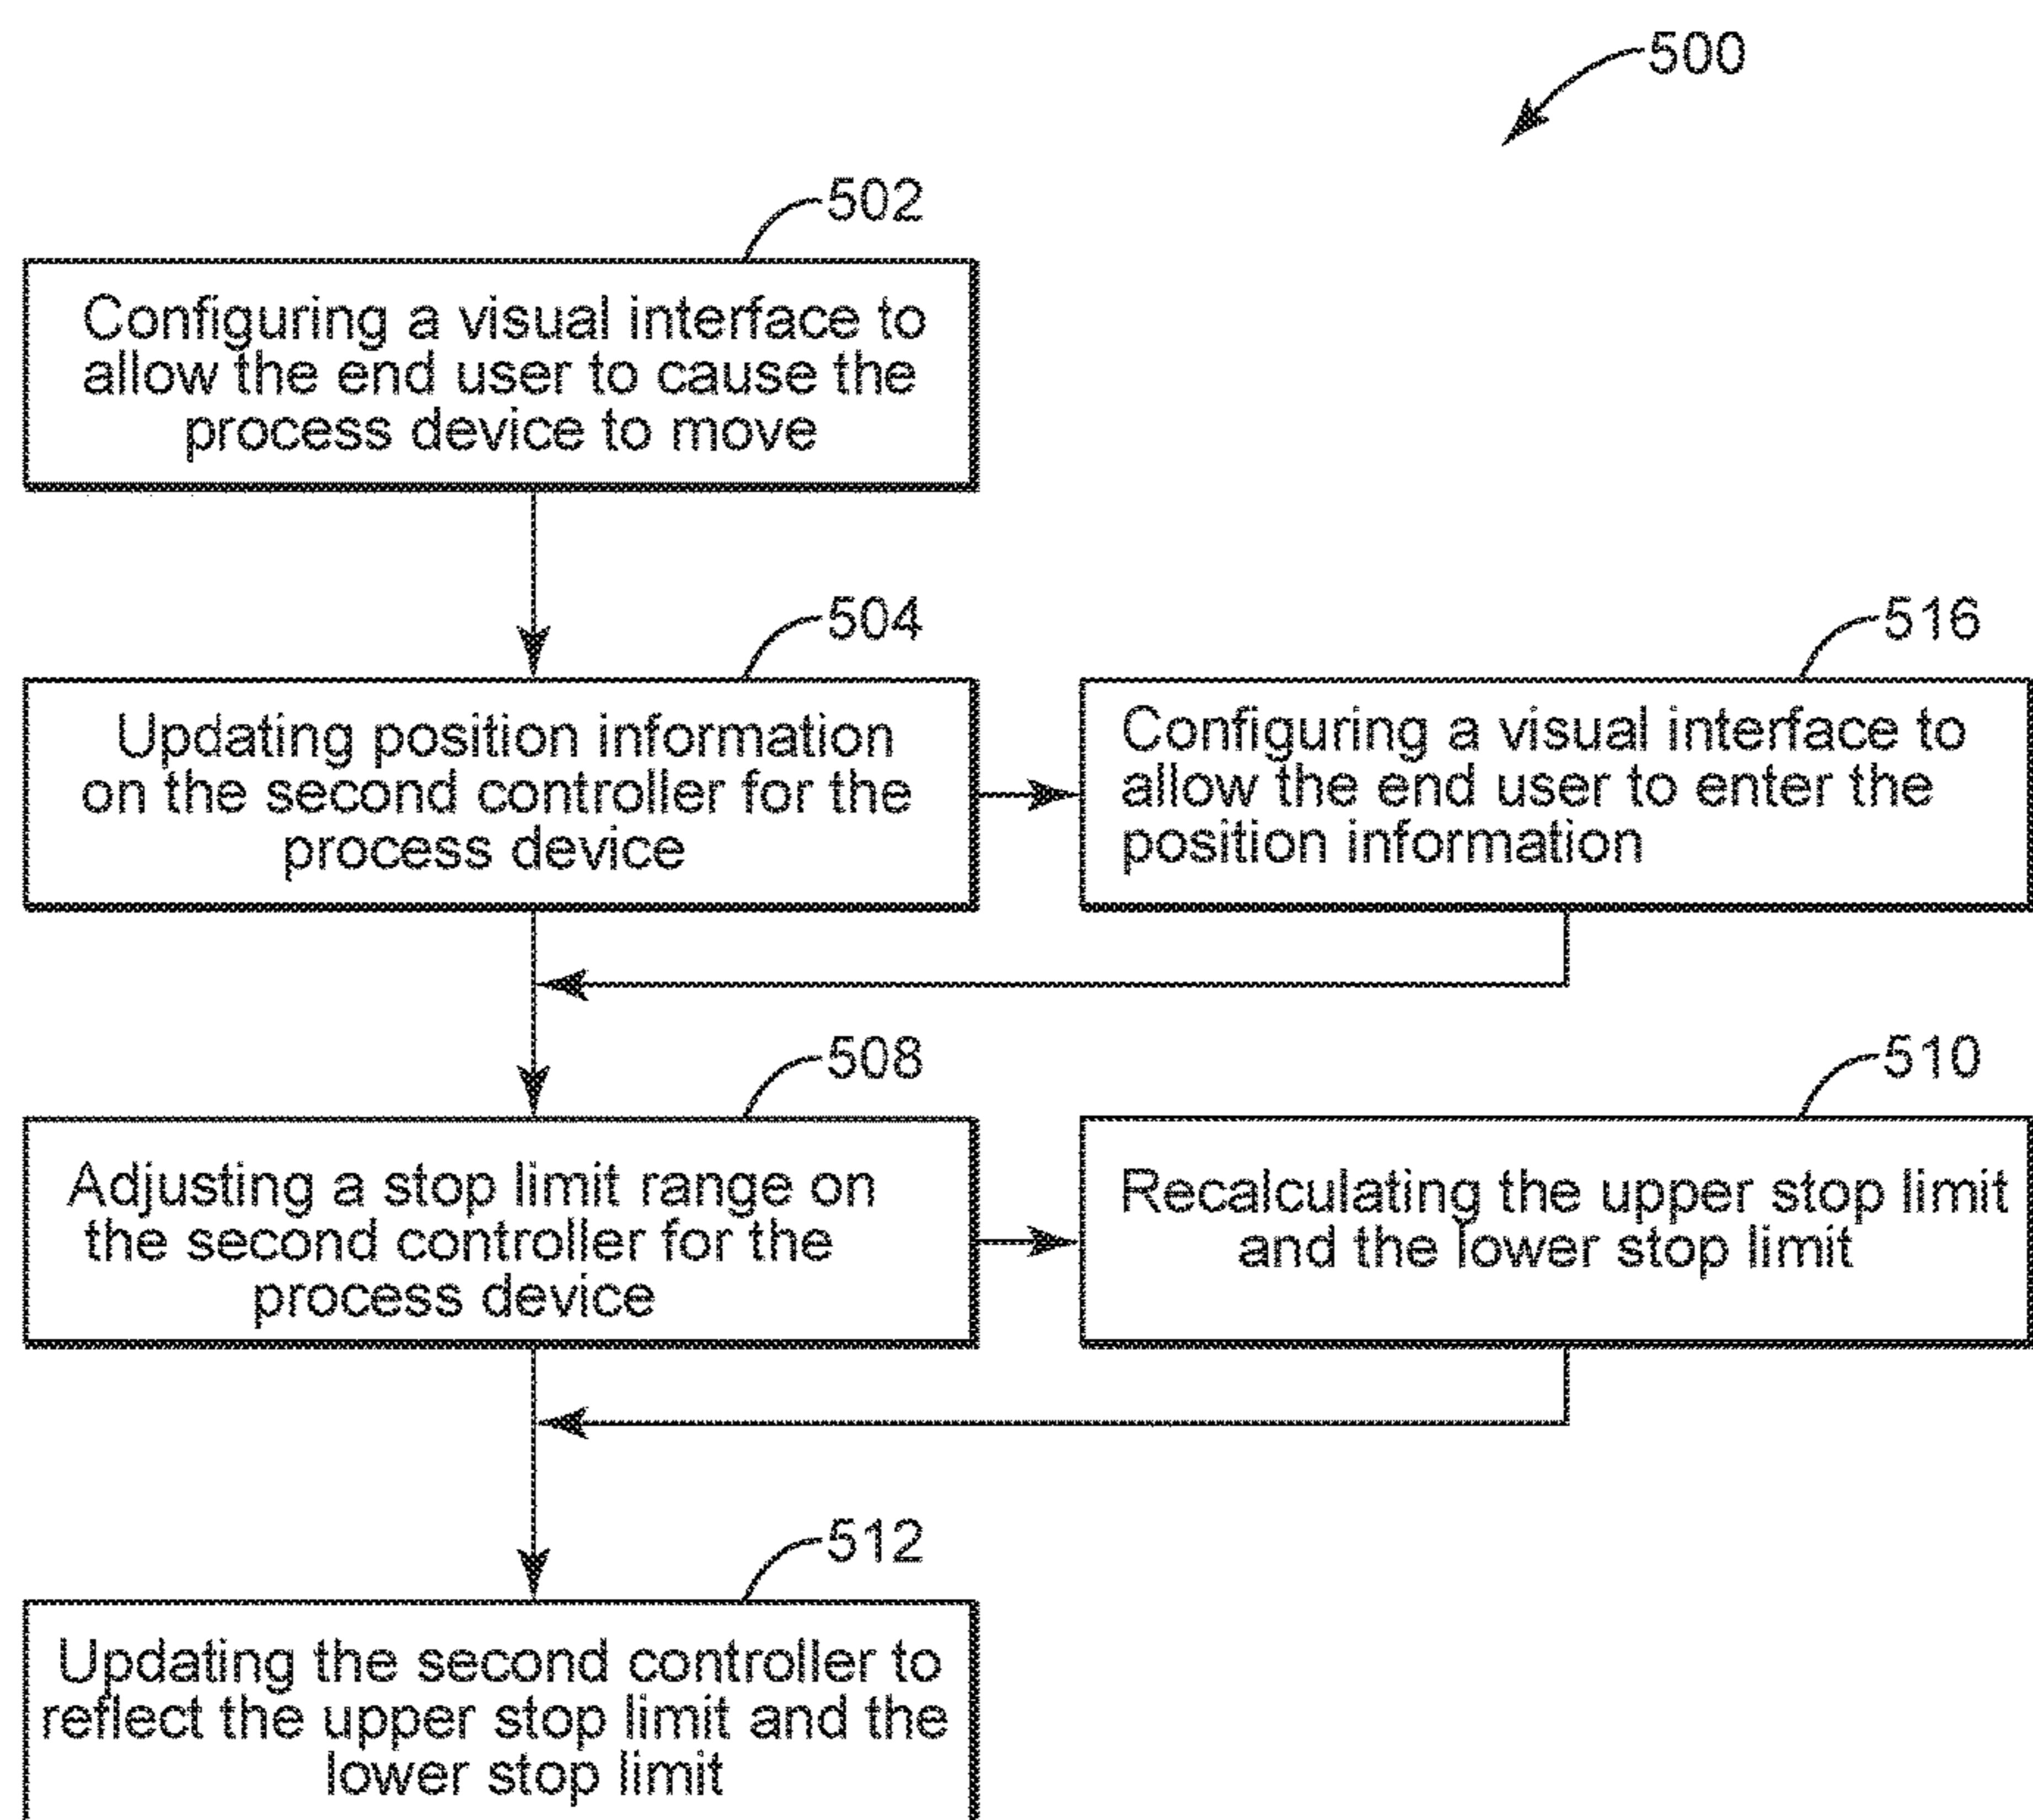 500
502
Configuring a visual interface to
allow the end user to cause the
process device to move
504
Updating position information
on the second controller for the
process device
516
Configuring a visual interface to
allow the end user to enter the
position information
508
Adjusting a stop limit range on
the second controller for the
process device
510
Recalculating the upper stop limit
and the lower stop limit
512
Updating the second controller to
reflect the upper stop limit and the
lower stop limit